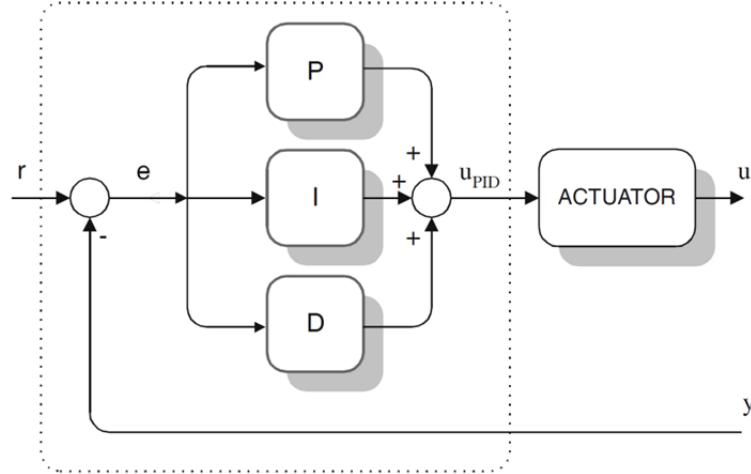 P
+
r
e
+
I
u_PID
ACTUATOR
u
-
+
D
y